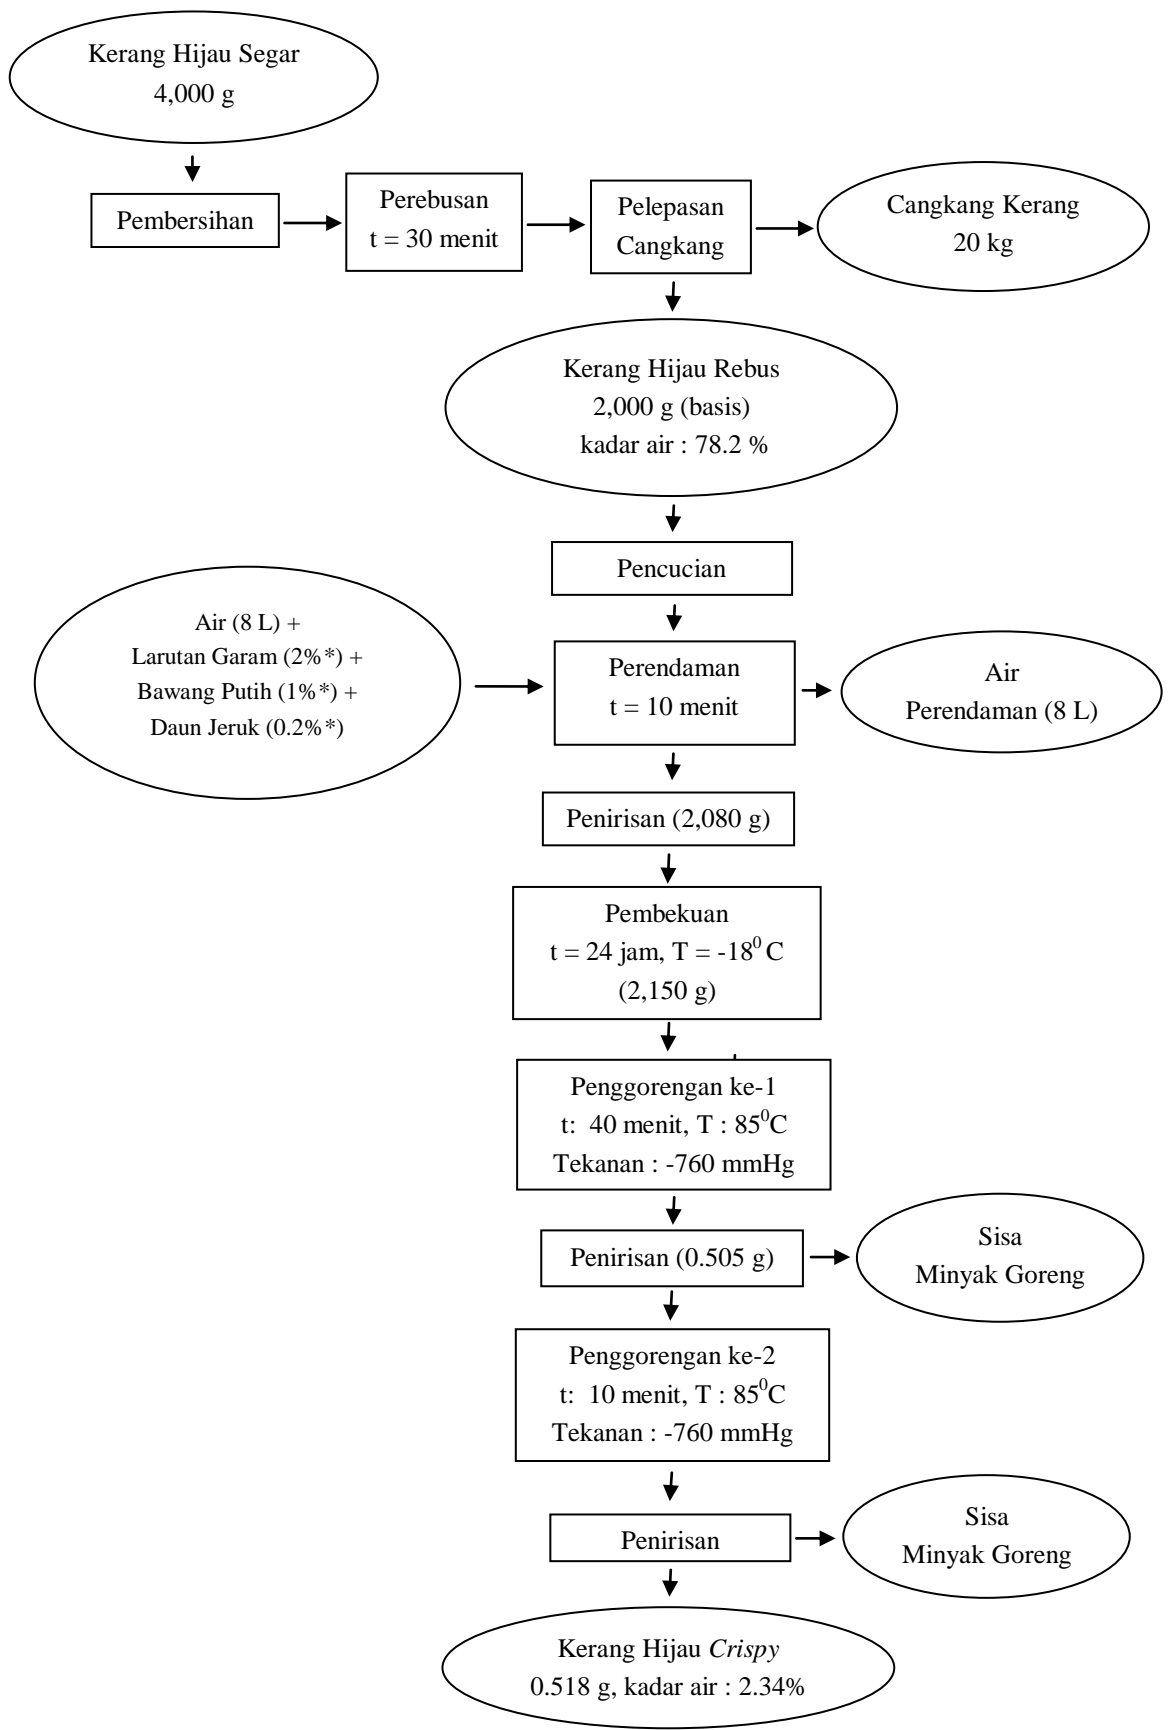 Kerang Hijau Segar
4,000 g
Pembersihan
Perebusan
t = 30 menit
Pelepasan
Cangkang
Cangkang Kerang
20 kg
Kerang Hijau Rebus
2,000 g (basis)
kadar air : 78.2 %
Pencucian
Air (8 L) +
Larutan Garam (2%*) +
Bawang Putih (1%*) +
Daun Jeruk (0.2%*)
Perendaman
t = 10 menit
Air
Perendaman (8 L)
Penirisan (2,080 g)
Pembekuan
t = 24 jam, T = -18⁰ C
(2,150 g)
Penggorengan ke-1
t:  40 menit, T : 85⁰C
Tekanan : -760 mmHg
Penirisan (0.505 g)
Sisa
Minyak Goreng
Penggorengan ke-2
t:  10 menit, T : 85⁰C
Tekanan : -760 mmHg
Penirisan
Sisa
Minyak Goreng
Kerang Hijau Crispy
0.518 g, kadar air : 2.34%